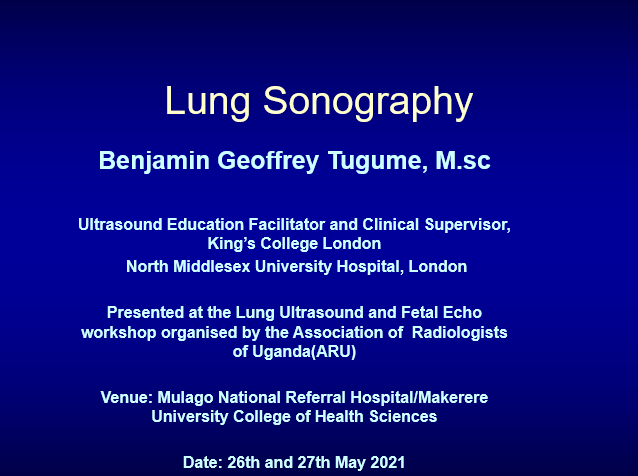 Lung Sonography
Benjamin Geoffrey Tugume, M.sc
Ultrasound Education Facilitator and Clinical Supervisor,
King's College London
North Middlesex University Hospital, London
Presented at the Lung Ultrasound and Fetal Echo
workshop organised by the Association of Radiologists
of Uganda(ARU)
Venue: Mulago National Referral Hospital/Makerere
University College of Health Sciences
Date: 26th and 27th May 2021